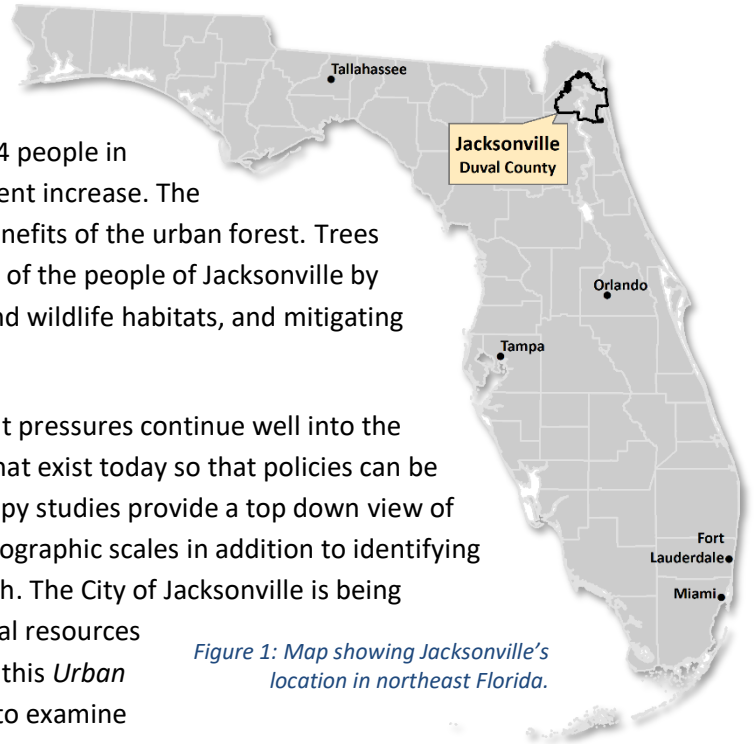 Tallahassee
Jacksonville
Duval County
Orlando
Tampa
Fort
Lauderdale
Miami
4 people in
ent increase. The
nefits of the urban forest. Trees
of the people of Jacksonville by
nd wildlife habitats, and mitigating
t pressures continue well into the
hat exist today so that policies can be
py studies provide a top down view of
ographic scales in addition to identifying
h. The City of Jacksonville is being
al resources
this Urban
to examine
Figure 1: Map showing Jacksonville’s
location in northeast Florida.